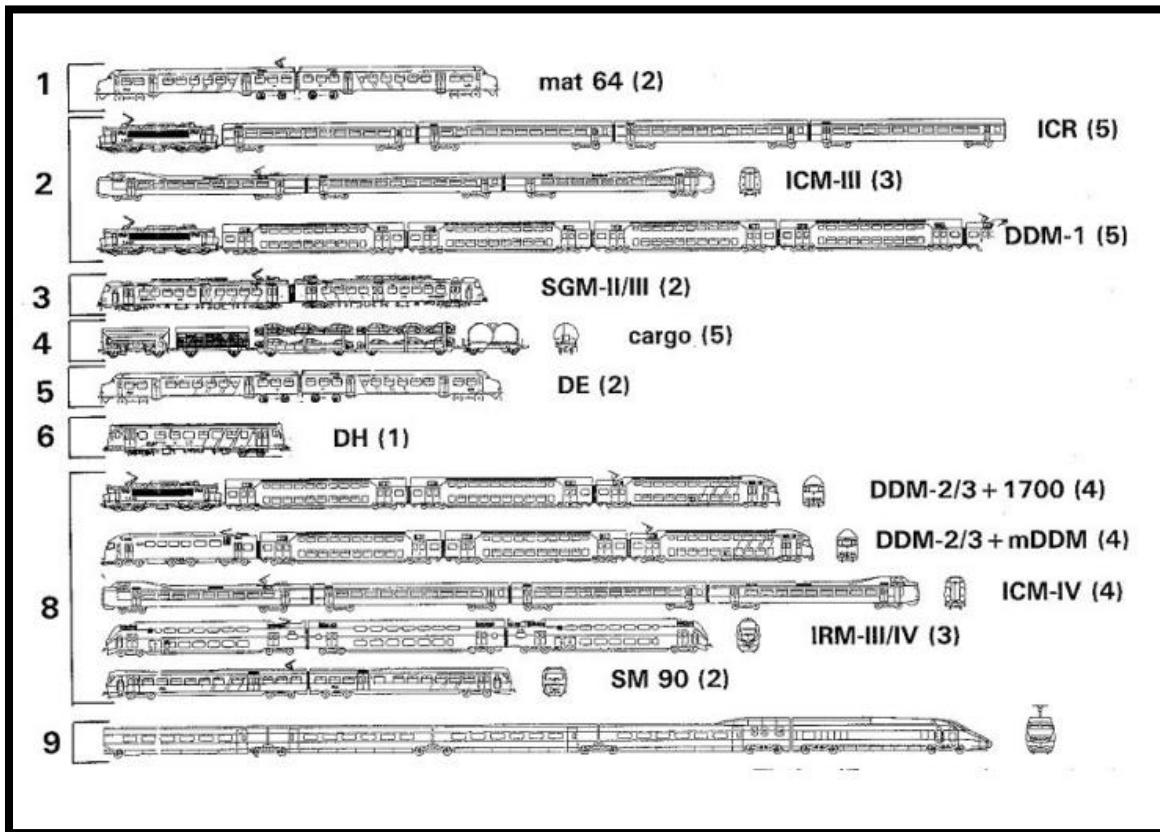 1 mat 64 (2)
ICR (5)
2 ICM-III (3)
DDM-1 (5)
3 SGM-II/III (2)
4 cargo (5)
5 DE (2)
6 DH (1)
DDM-2/3 + 1700 (4)
DDM-2/3 + mDDM (4)
8 ICM-IV (4)
IRM-III/IV (3)
SM 90 (2)
9